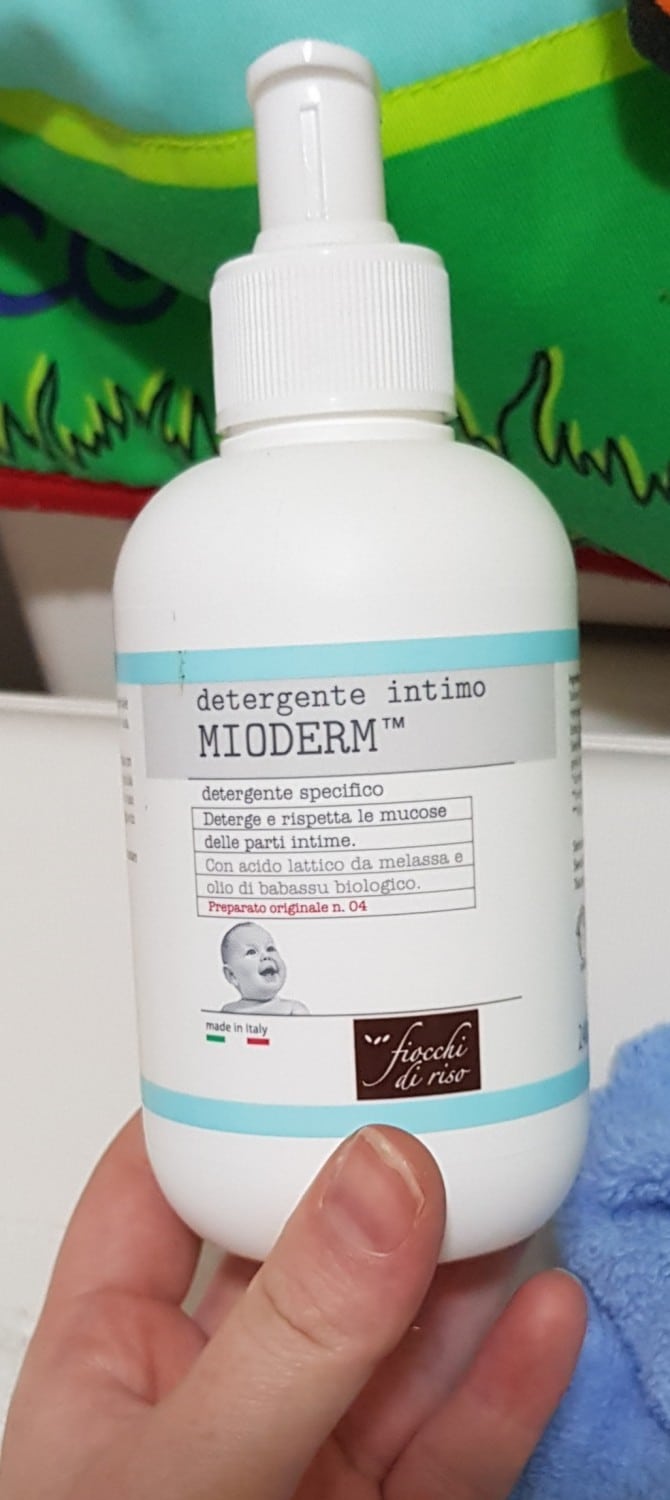 detergente intimo
MIODERM™
detergente specifico
Deterge e rispetta le mucose
delle parti intime.
Con acido lattico da melassa e
olio di babassu biologico.
Preparato originale n. 04
made in Italy
fiocchi
di riso